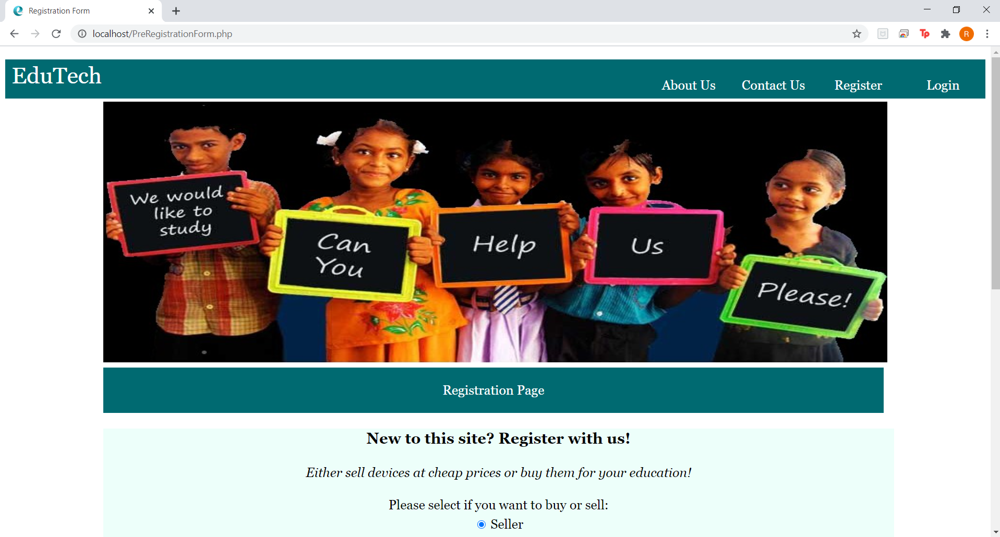 Registration Form
localhost/PreRegistrationForm.php
R
EduTech
About Us
Contact Us
Register
Login
We would
like to
study
Can
You
Help
Us
Please!
Registration Page
New to this site? Register with us!
Either sell devices at cheap prices or buy them for your education!
Please select if you want to buy or sell:
Seller